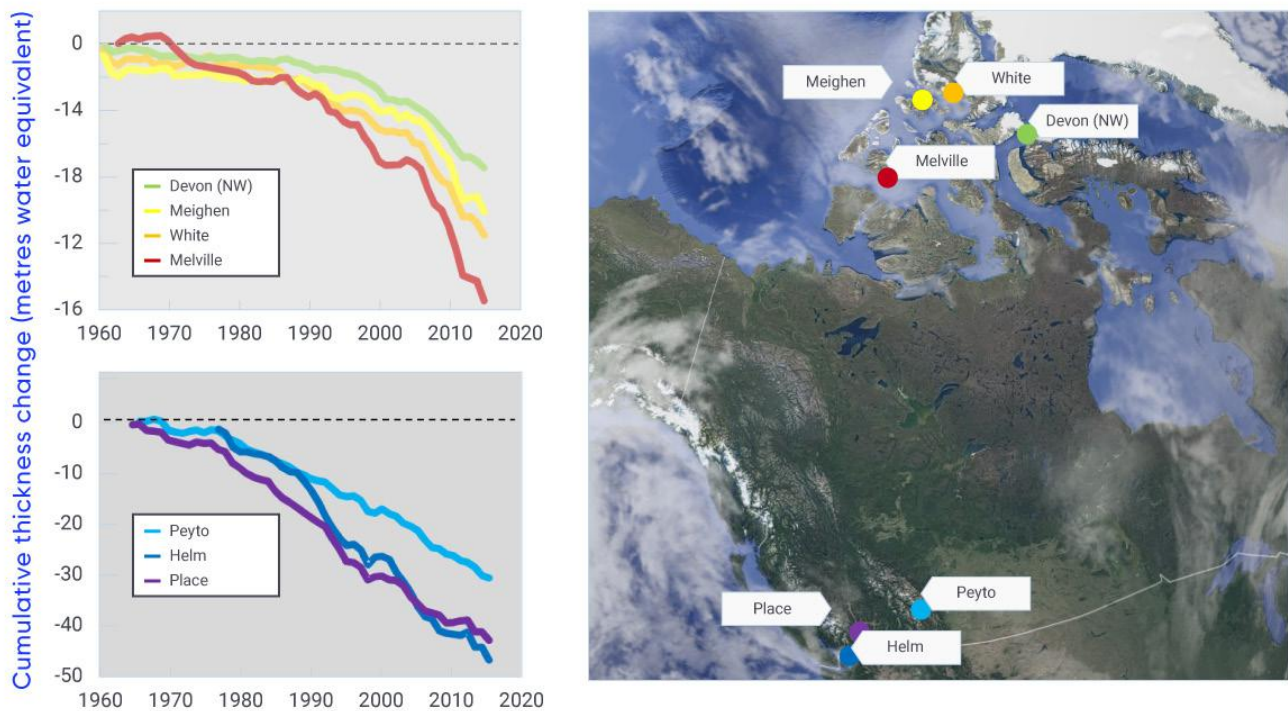 Cumulative thickness change (metres water equivalent)
0
-14
-18
-12
-16
Devon (NW)
Meighen
White
Melville
1960 1970 1980 1990 2000 2010 2020
0
-10
-20
-30
-40
-50
Peyto
Helm
Place
1960 1970 1980 1990 2000 2010 2020
Meighen
White
Devon (NW)
Melville
Peyto
Place
Helm